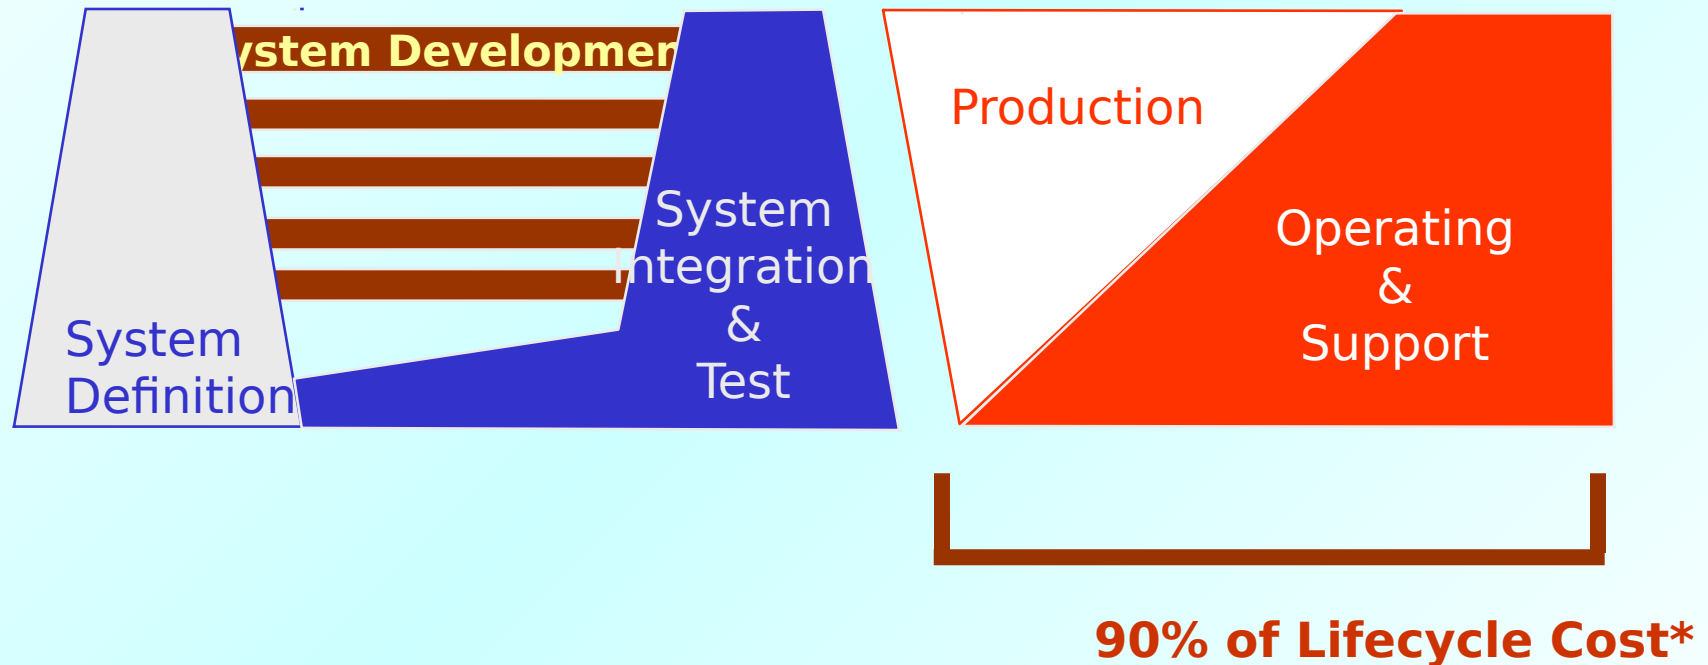 ystem Developmen
Production
System
Integration
&
Test
Operating
&
Support
System
Definition
90% of Lifecycle Cost*